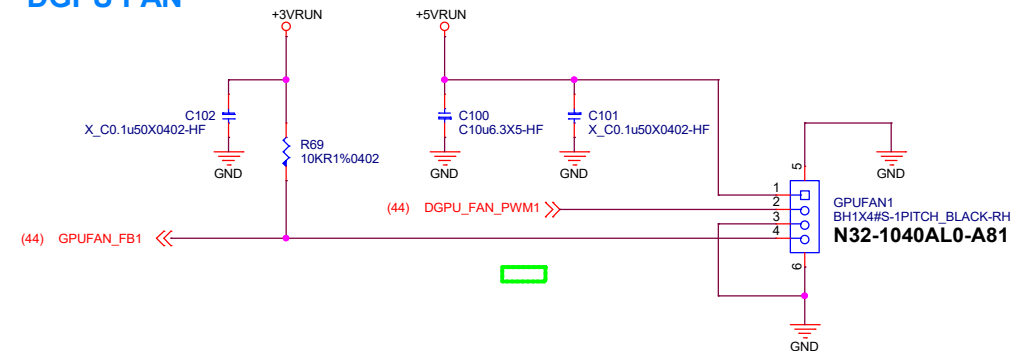 DGPU FAN
+3VRUN
+5VRUN
C102
X_C0.1u50X0402-HF
GND
R69
10KR1%0402
C100
C10u6.3X5-HF
GND
C101
X_C0.1u50X0402-HF
GND
GND
5
(44) DGPU_FAN_PWM1
(44) GPUFAN_FB1
1
2
3
4
GPUFAN1
BH1X4#S-1PITCH_BLACK-RH
N32-1040AL0-A81
6
GND